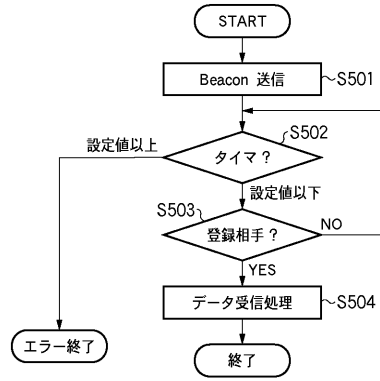 START
Beacon 送信
S501
S502
タイマ？
設定値以上
設定値以下
S503
登録相手？
NO
YES
データ受信処理
S504
エラー終了
終了